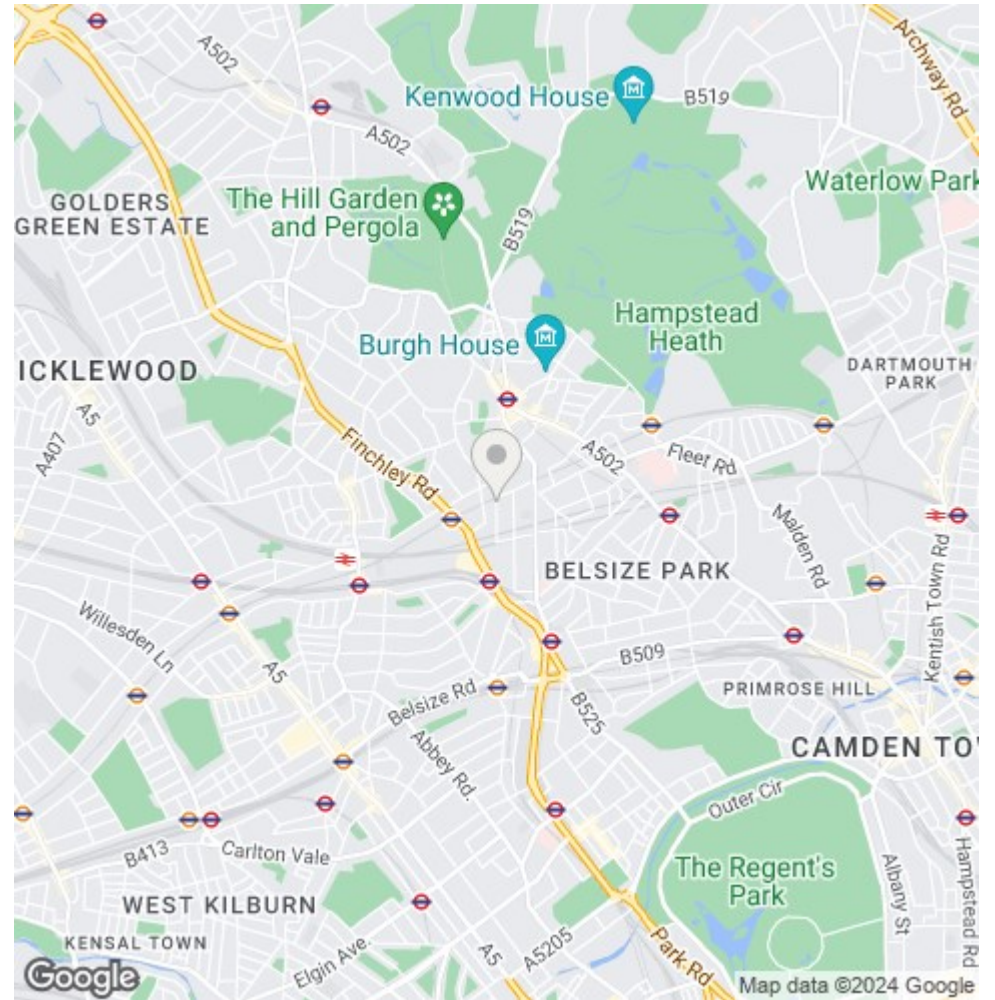 A502
Archway Rd
Kenwood House
B519
A502
Waterlow Park
GOLDERS
GREEN ESTATE
The Hill Garden
and Pergola
B519
Hampstead
Heath
Burgh House
ICKLEWOOD
DARTMOUTH
PARK
A5
A407
Finchley Rd
A502
Fleet Rd
Malden Rd
BELSIZE PARK
Kentish Town Rd
Willesden Ln
A5
B509
Belsize Rd
B525
PRIMROSE HILL
Abbey Rd.
CAMDEN TO
Outer Cir
B413
Carlton Vale
The Regent's
Park
Albany St
Hampstead Rd
WEST KILBURN
KENSAL TOWN
Elgin Ave.
A5
A5205
Park Rd
Google
Map data ©2024 Google